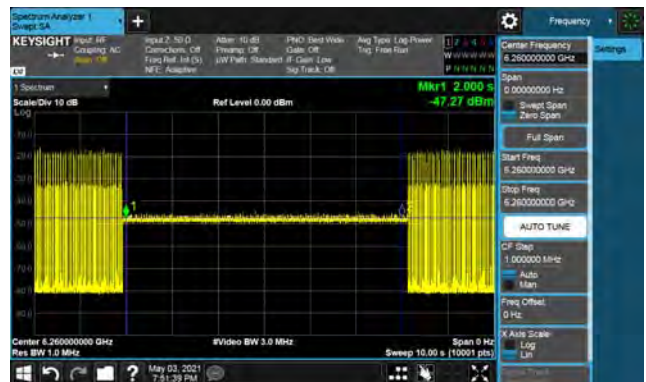 Spectrum Analyzer 1
Swept SA
+
Frequency
KEYSIGHT
Input: RF
Coupling: AC
Align: Off
Input Z: 50 Ω
Corrections: Off
Freq Ref: Int (S)
NFE: Adaptive
Atten: 10 dB
Preamp: Off
µW Path: Standard
PNO: Best Wide
Gate: Off
IF Gain: Low
Sig Track: Off
Avg Type: Log-Power
Trig: Free Run
1 Spectrum
Scale/Div 10 dB
Log
Ref Level 0.00 dBm
Mkr1 2.000 s
-47.27 dBm
1
Center 6.260000000 GHz
Res BW 1.0 MHz
#Video BW 3.0 MHz
Span 0 Hz
Sweep 10.00 s (10001 pts)
Center Frequency
6.260000000 GHz
Settings
Span
0.00000000 Hz
Swept Span
Zero Span
Full Span
Start Freq
6.260000000 GHz
Stop Freq
6.260000000 GHz
AUTO TUNE
CF Step
1.000000 MHz
Auto
Man
Freq Offset
0 Hz
X Axis Scale
Log
Lin
May 03, 2021
7:51:39 PM